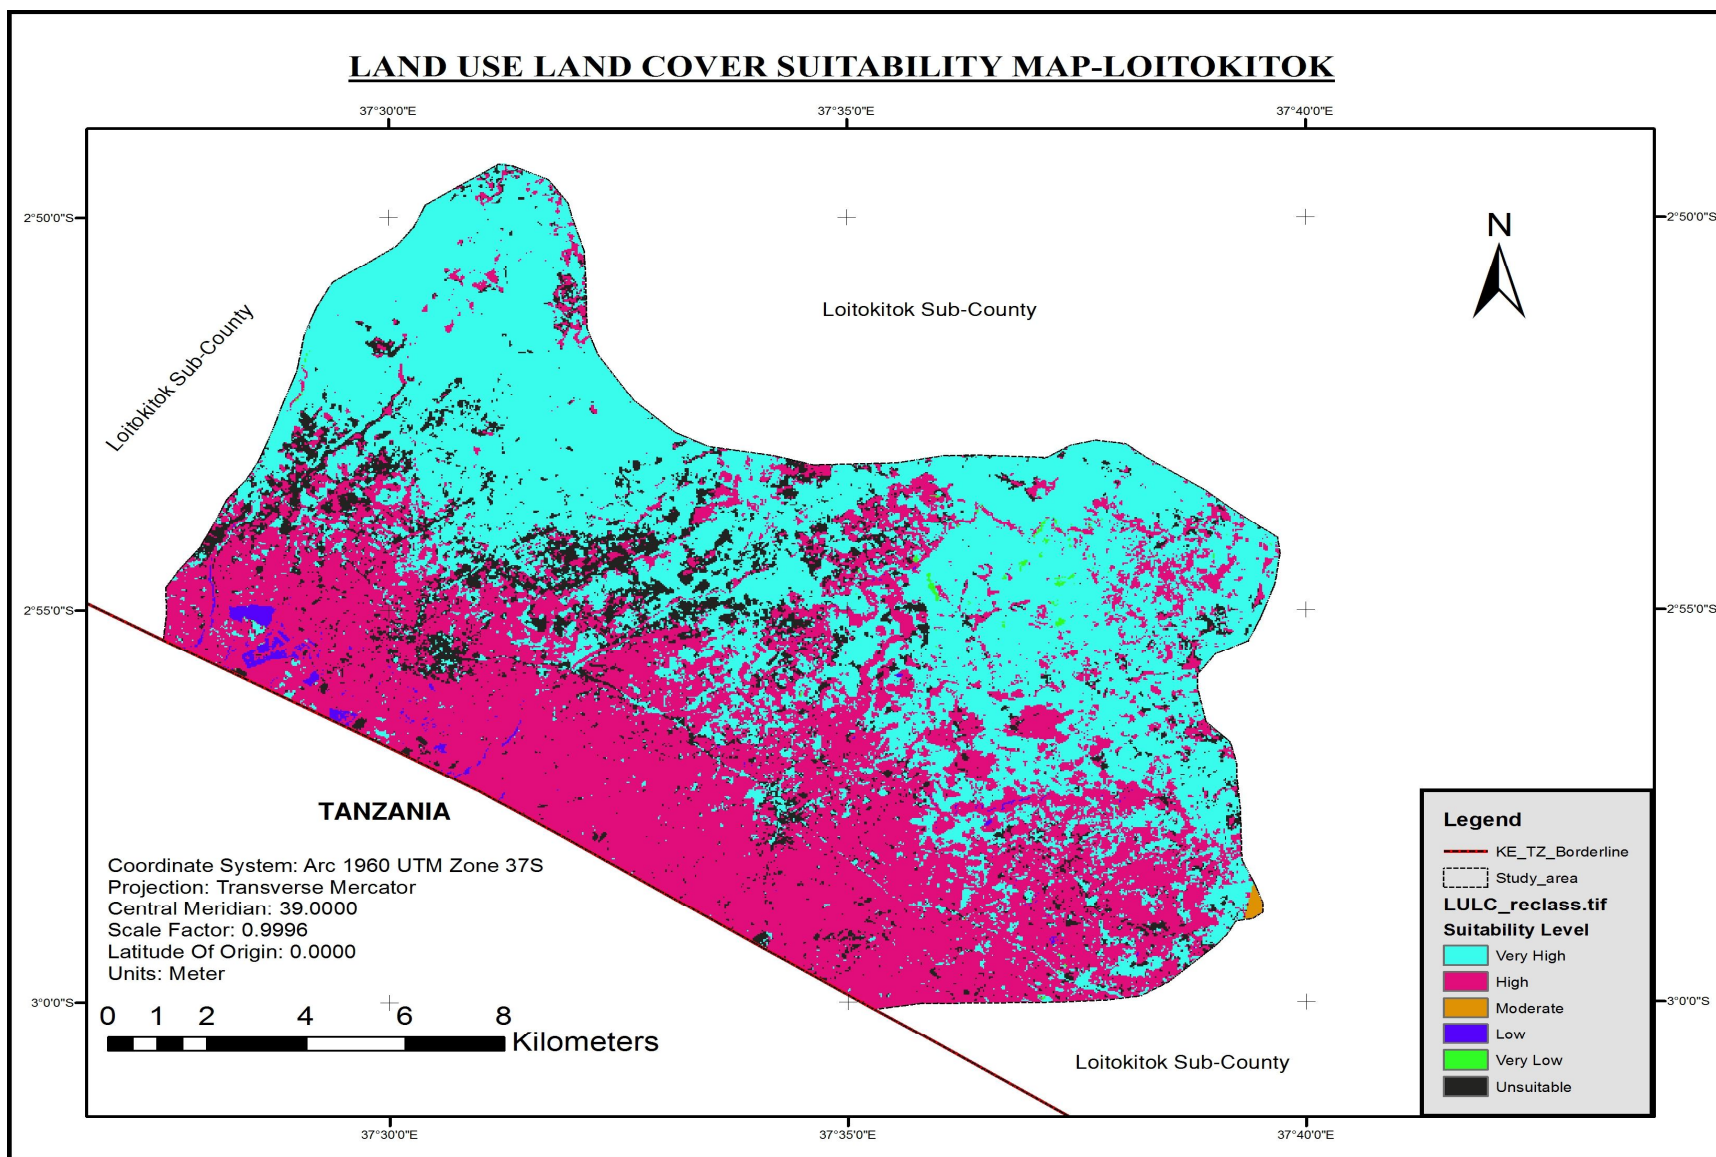 LAND USE LAND COVER SUITABILITY MAP-LOITOKITOK
37°30'0"E
37°35'0"E
37°40'0"E
2°50'0"S
2°50'0"S
N
Loitokitok Sub-County
Loitokitok Sub-County
2°55'0"S
2°55'0"S
TANZANIA
Coordinate System: Arc 1960 UTM Zone 37S
Projection: Transverse Mercator
Central Meridian: 39.0000
Scale Factor: 0.9996
Latitude Of Origin: 0.0000
Units: Meter
3°0'0"S
3°0'0"S
0 1 2 4 6 8
Kilometers
Loitokitok Sub-County
Legend
KE_TZ_Borderline
Study_area
LULC_reclass.tif
Suitability Level
Very High
High
Moderate
Low
Very Low
Unsuitable
37°30'0"E
37°35'0"E
37°40'0"E